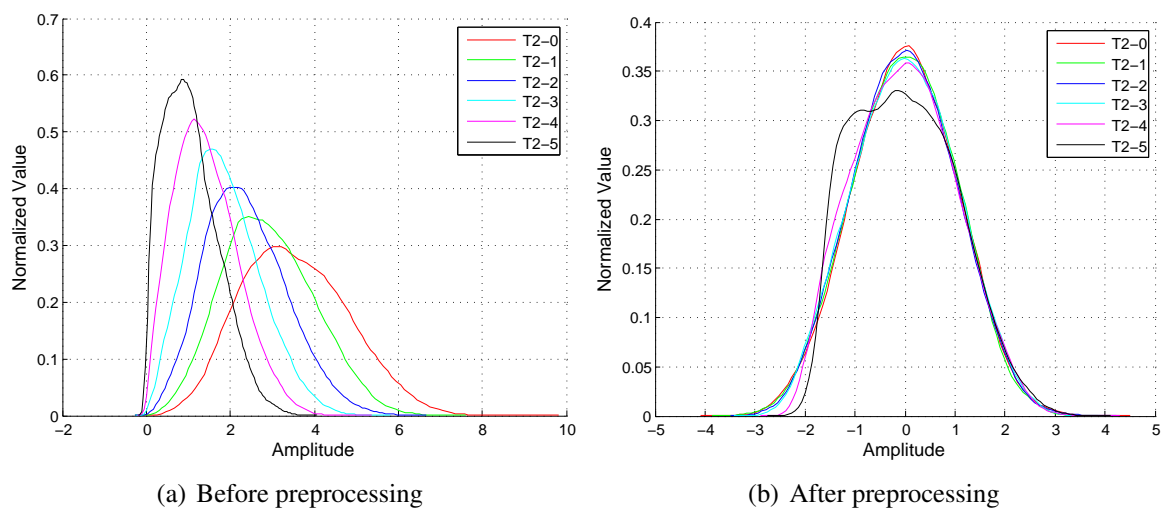 0.7
0.6
0.5
0.4
0.3
0.2
0.1
0
−2
0
2
4
6
8
10
Normalized Value
Amplitude
T2−0
T2−1
T2−2
T2−3
T2−4
T2−5
(a) Before preprocessing
0.4
0.35
0.3
0.25
0.2
0.15
0.1
0.05
0
−5
−4
−3
−2
−1
0
1
2
3
4
5
Normalized Value
Amplitude
T2−0
T2−1
T2−2
T2−3
T2−4
T2−5
(b) After preprocessing